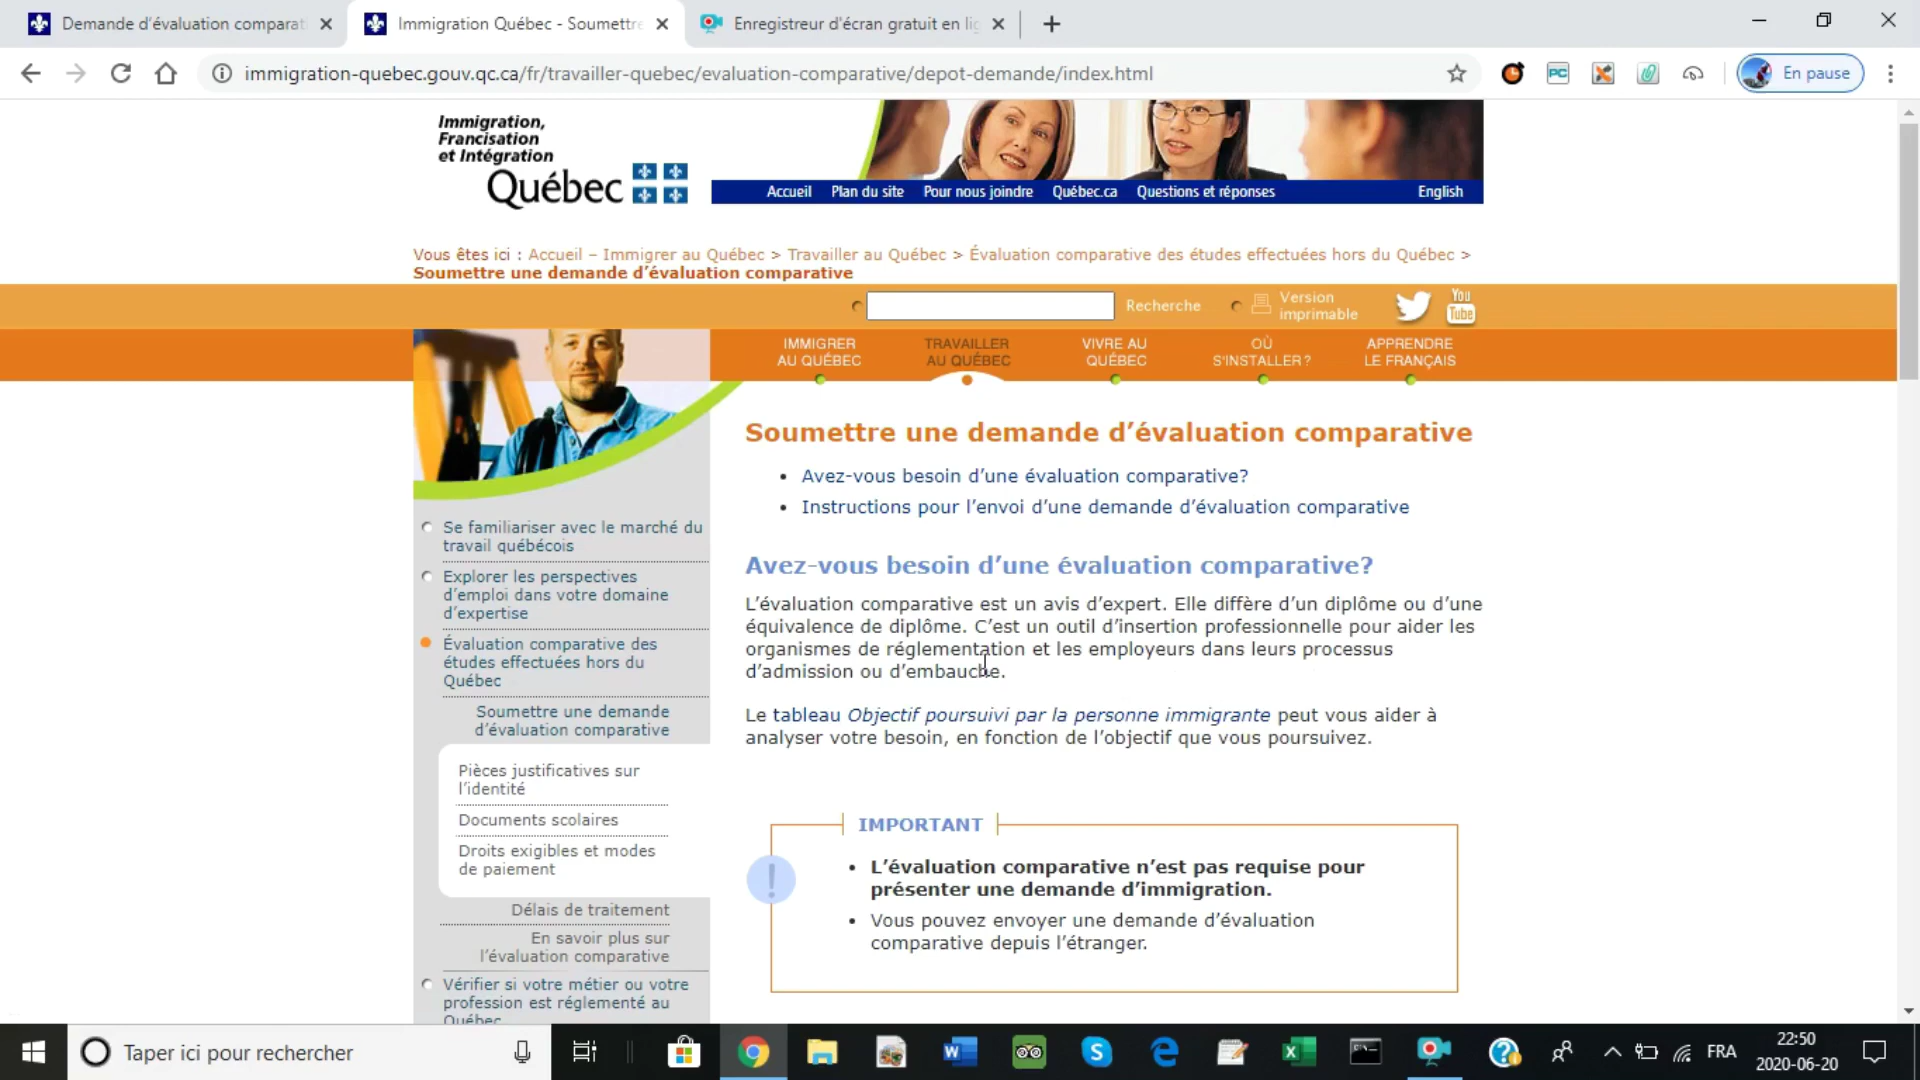 Demande d'évaluation comparati
Immigration Québec - Soumettre
Enregistreur d'écran gratuit en lig
immigration-quebec.gouv.qc.ca/fr/travailler-quebec/evaluation-comparative/depot-demande/index.html
PC
En pause
Immigration,
Francisation
et Intégration
Québec
Accueil Plan du site Pour nous joindre Québec.ca Questions et réponses English
Vous êtes ici : Accueil – Immigrer au Québec > Travailler au Québec > Évaluation comparative des études effectuées hors du Québec >
Soumettre une demande d'évaluation comparative
Recherche
Version
imprimable
You
Tube
IMMIGRER
AU QUÉBEC
TRAVAILLER
AU QUÉBEC
VIVRE AU
QUÉBEC
OÙ
S'INSTALLER ?
APPRENDRE
LE FRANÇAIS
Se familiariser avec le marché du
travail québécois
Explorer les perspectives
d'emploi dans votre domaine
d'expertise
Évaluation comparative des
études effectuées hors du
Québec
Soumettre une demande
d'évaluation comparative
Pièces justificatives sur
l'identité
Documents scolaires
Droits exigibles et modes
de paiement
Délais de traitement
En savoir plus sur
l'évaluation comparative
Vérifier si votre métier ou votre
profession est réglementé au
Québec
Soumettre une demande d'évaluation comparative
• Avez-vous besoin d'une évaluation comparative?
• Instructions pour l'envoi d'une demande d'évaluation comparative
Avez-vous besoin d'une évaluation comparative?
L'évaluation comparative est un avis d'expert. Elle diffère d'un diplôme ou d'une
équivalence de diplôme. C'est un outil d'insertion professionnelle pour aider les
organismes de réglementation et les employeurs dans leurs processus
d'admission ou d'embauche.
Le tableau Objectif poursuivi par la personne immigrante peut vous aider à
analyser votre besoin, en fonction de l'objectif que vous poursuivez.
IMPORTANT
!
• L'évaluation comparative n'est pas requise pour
présenter une demande d'immigration.
• Vous pouvez envoyer une demande d'évaluation
comparative depuis l'étranger.
Taper ici pour rechercher
FRA
22:50
2020-06-20